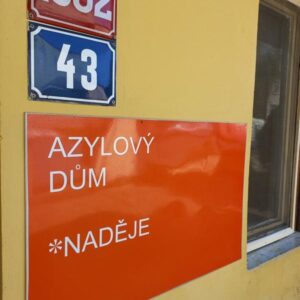 43
AZYLOVÝ
DŮM
*NADĚJE